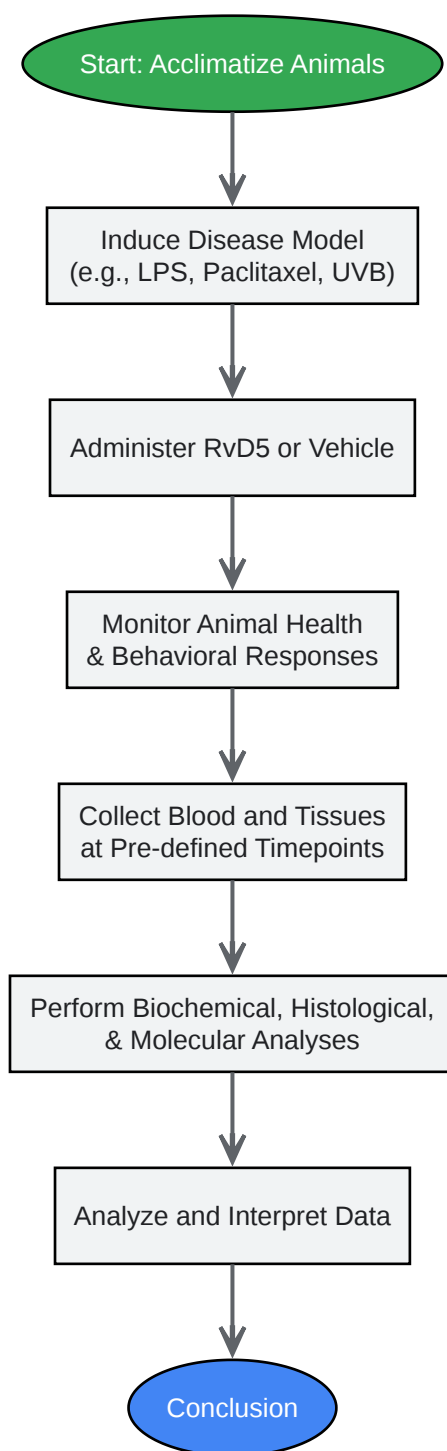 Start: Acclimatize Animals
Induce Disease Model
(e.g., LPS, Paclitaxel, UVB)
Administer RvD5 or Vehicle
Monitor Animal Health
& Behavioral Responses
Collect Blood and Tissues
at Pre-defined Timepoints
Perform Biochemical, Histological,
& Molecular Analyses
Analyze and Interpret Data
Conclusion